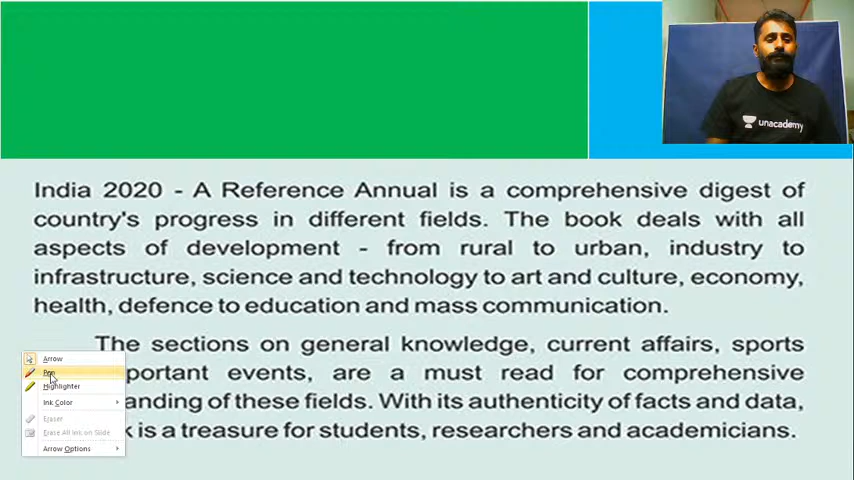 unacademy
India 2020 - A Reference Annual is a comprehensive digest of
country's progress in different fields. The book deals with all
aspects of development - from rural to urban, industry to
infrastructure, science and technology to art and culture, economy,
health, defence to education and mass communication.
The sections on general knowledge, current affairs, sports
portant events, are a must read for comprehensive
anding of these fields. With its authenticity of facts and data,
k is a treasure for students, researchers and academicians.
Arrow
Pen
Highlighter
Ink Color
Eraser
Erase All Ink on Slide
Arrow Options